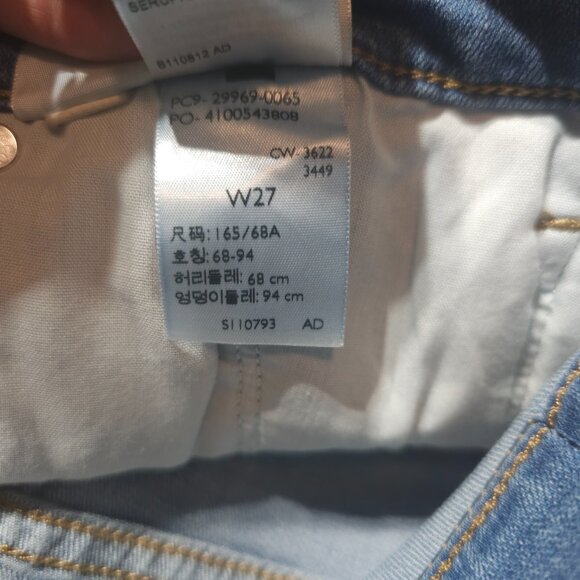 B110812 AD
PC9- 29969-0065
PO- 4100543808
CW- 3622
3449
W27
尺码: 165/68A
호칭: 68-94
허리둘레: 68 cm
엉덩이둘레: 94 cm
S110793 AD